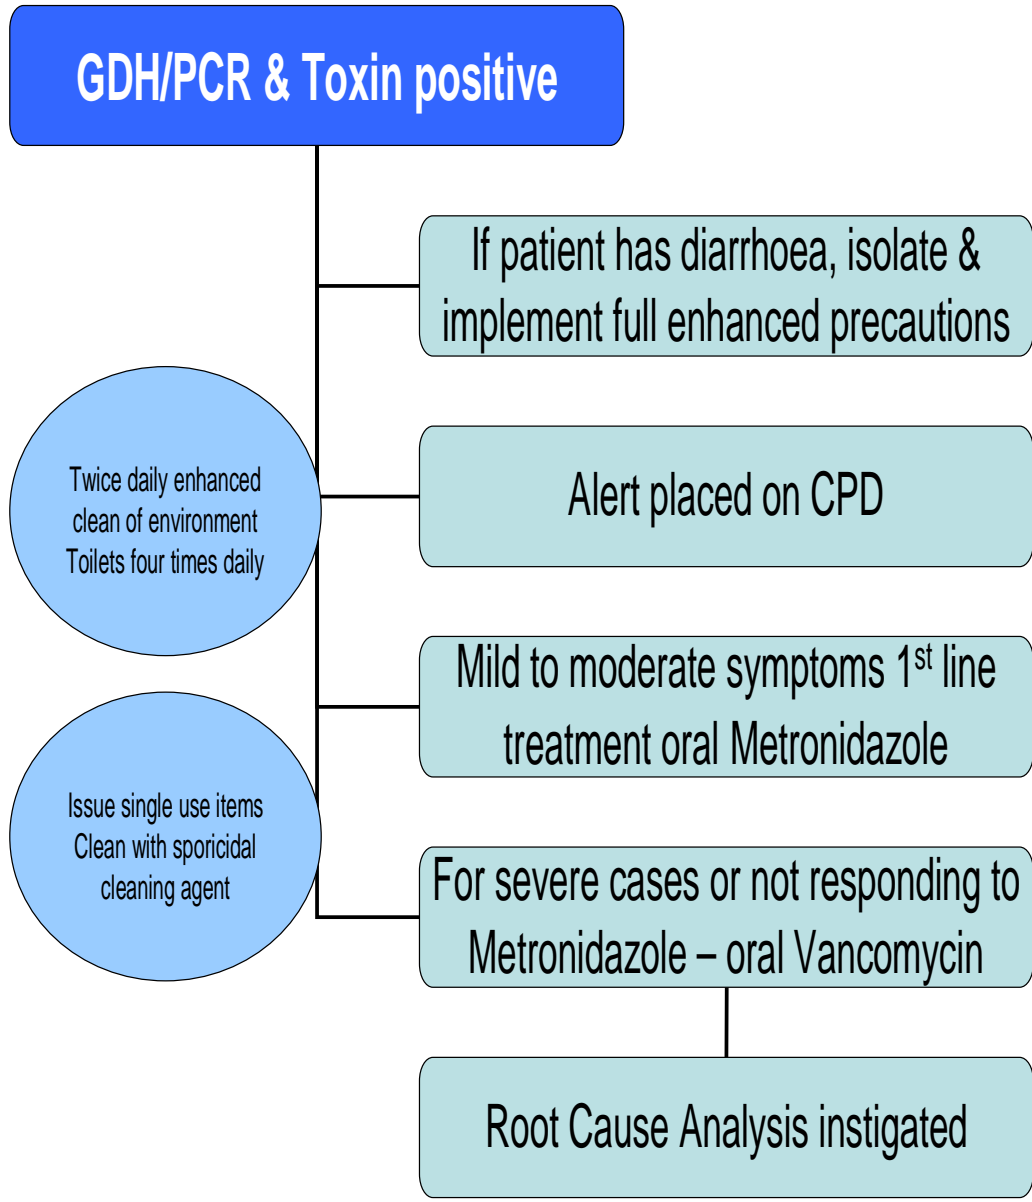 GDH/PCR & Toxin positive
If patient has diarrhoea, isolate &
implement full enhanced precautions
Twice daily enhanced
clean of environment
Toilets four times daily
Alert placed on CPD
Mild to moderate symptoms 1st line
treatment oral Metronidazole
Issue single use items
Clean with sporicidal
cleaning agent
For severe cases or not responding to
Metronidazole – oral Vancomycin
Root Cause Analysis instigated